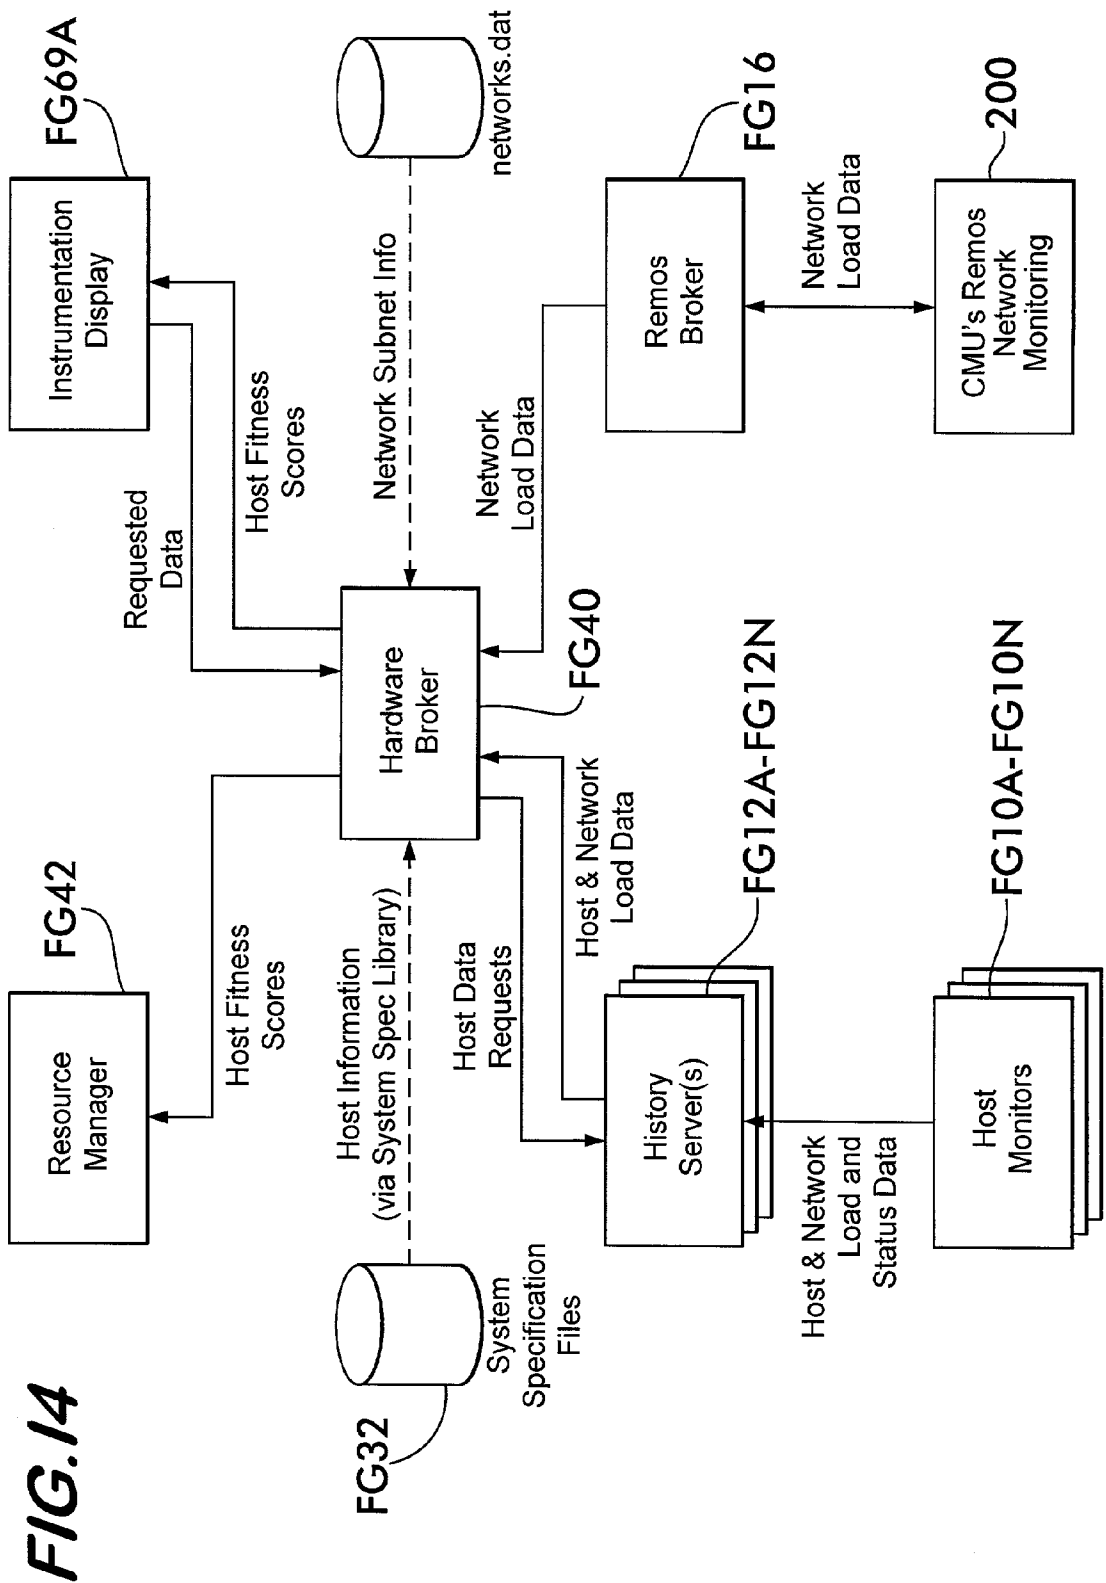 FIG.14
FG42
Resource
Manager
FG69A
Instrumentation
Display
Host Fitness
Scores
Requested
Data
Host Fitness
Scores
FG32
System
Specification
Files
Host Information
(via System Spec Library)
Hardware
Broker
FG40
Network Subnet Info
networks.dat
Host Data
Requests
Host & Network
Load Data
Network
Load Data
History
Server(s)
FG12A-FG12N
Remos
Broker
FG16
Host & Network
Load and
Status Data
Network
Load Data
Host
Monitors
FG10A-FG10N
CMU's Remos
Network
Monitoring
200